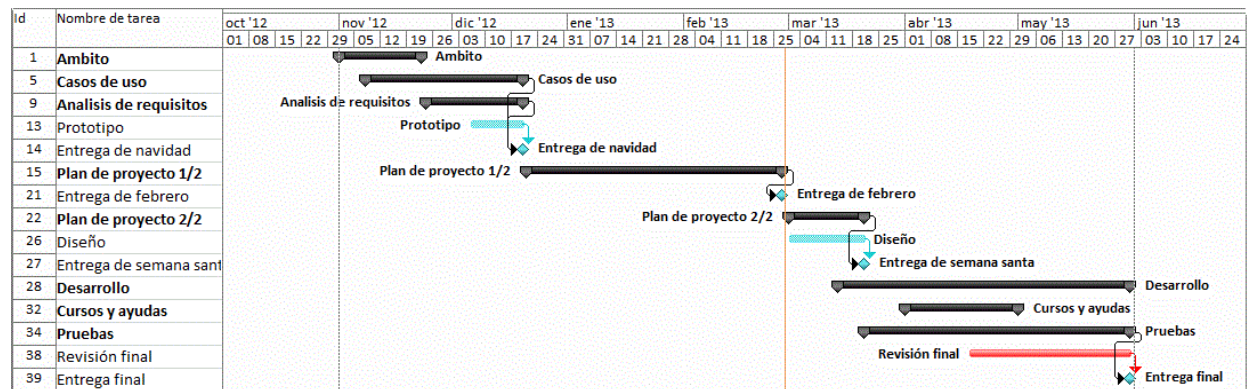 Id Nombre de tarea oct '12 nov '12 dic '12 ene '13 feb '13 mar '13 abr '13 may '13 jun '13
01 08 15 22 29 05 12 19 26 03 10 17 24 31 07 14 21 28 04 11 18 25 04 11 18 25 01 08 15 22 29 06 13 20 27 03 10 17 24
1 Ambito Ambito
5 Casos de uso Casos de uso
9 Analisis de requisitos Analisis de requisitos
13 Prototipo Prototipo
14 Entrega de navidad Entrega de navidad
15 Plan de proyecto 1/2 Plan de proyecto 1/2
21 Entrega de febrero Entrega de febrero
22 Plan de proyecto 2/2 Plan de proyecto 2/2
26 Diseño Diseño
27 Entrega de semana sant Entrega de semana santa
28 Desarrollo Desarrollo
32 Cursos y ayudas Cursos y ayudas
34 Pruebas Pruebas
38 Revisión final Revisión final
39 Entrega final Entrega final